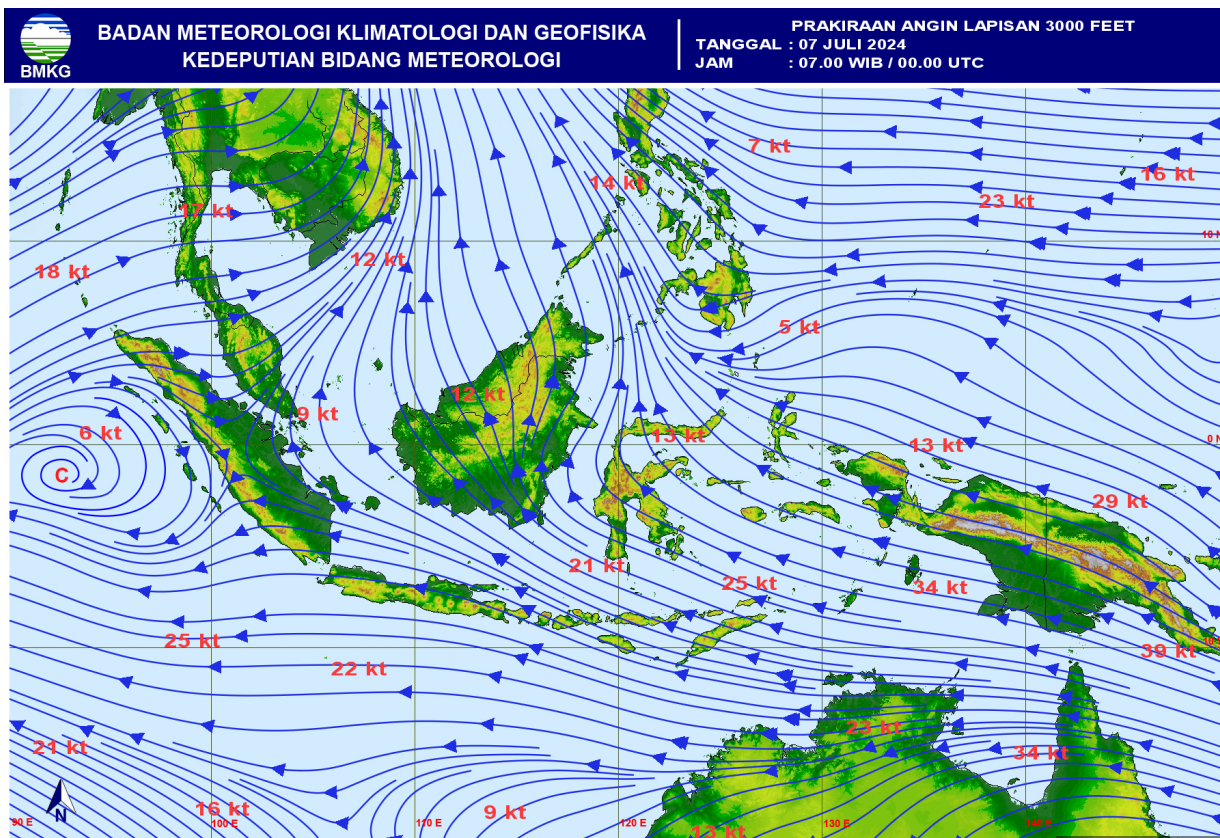 BADAN METEOROLOGI KLIMATOLOGI DAN GEOFISIKA
KEDEPUTIAN BIDANG METEOROLOGI
BMKG
PRAKIRAAN ANGIN LAPISAN 3000 FEET
TANGGAL : 07 JULI 2024
JAM : 07.00 WIB / 00.00 UTC
7 kt
16 kt
14 kt
23 kt
17 kt
10 N
12 kt
18 kt
5 kt
12 kt
9 kt
6 kt
13 kt
13 kt
0 N
C
29 kt
21 kt
25 kt
34 kt
25 kt
39 kt
22 kt
23 kt
21 kt
34 kt
16 kt
9 kt
13 kt
N
90 E
100 E
110 E
120 E
130 E
140 E